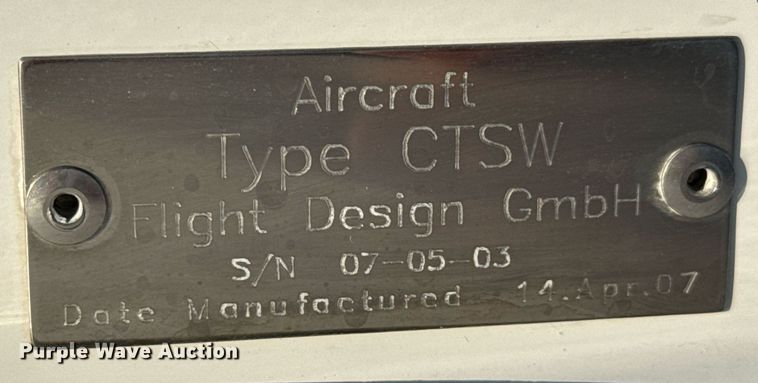 Aircraft
Type CTSW
Flight Design GmbH
S/N 07-05-03
Date Manufactured 14.Apr.07
Purple Wave Auction